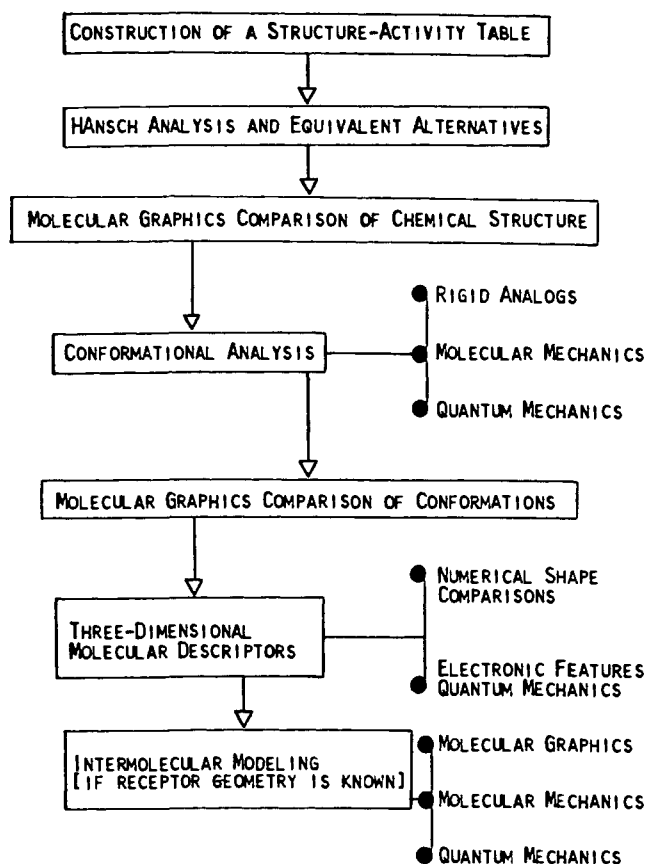 CONSTRUCTION OF A STRUCTURE-ACTIVITY TABLE
HANSCH ANALYSIS AND EQUIVALENT ALTERNATIVES
MOLECULAR GRAPHICS COMPARISON OF CHEMICAL STRUCTURE
RIGID ANALOGS
CONFORMATIONAL ANALYSIS
MOLECULAR MECHANICS
QUANTUM MECHANICS
MOLECULAR GRAPHICS COMPARISON OF CONFORMATIONS
NUMERICAL SHAPE
COMPARISONS
THREE-DIMENSIONAL
MOLECULAR DESCRIPTORS
ELECTRONIC FEATURES
QUANTUM MECHANICS
INTERMOLECULAR MODELING
[IF RECEPTOR GEOMETRY IS KNOWN]
MOLECULAR GRAPHICS
MOLECULAR MECHANICS
QUANTUM MECHANICS